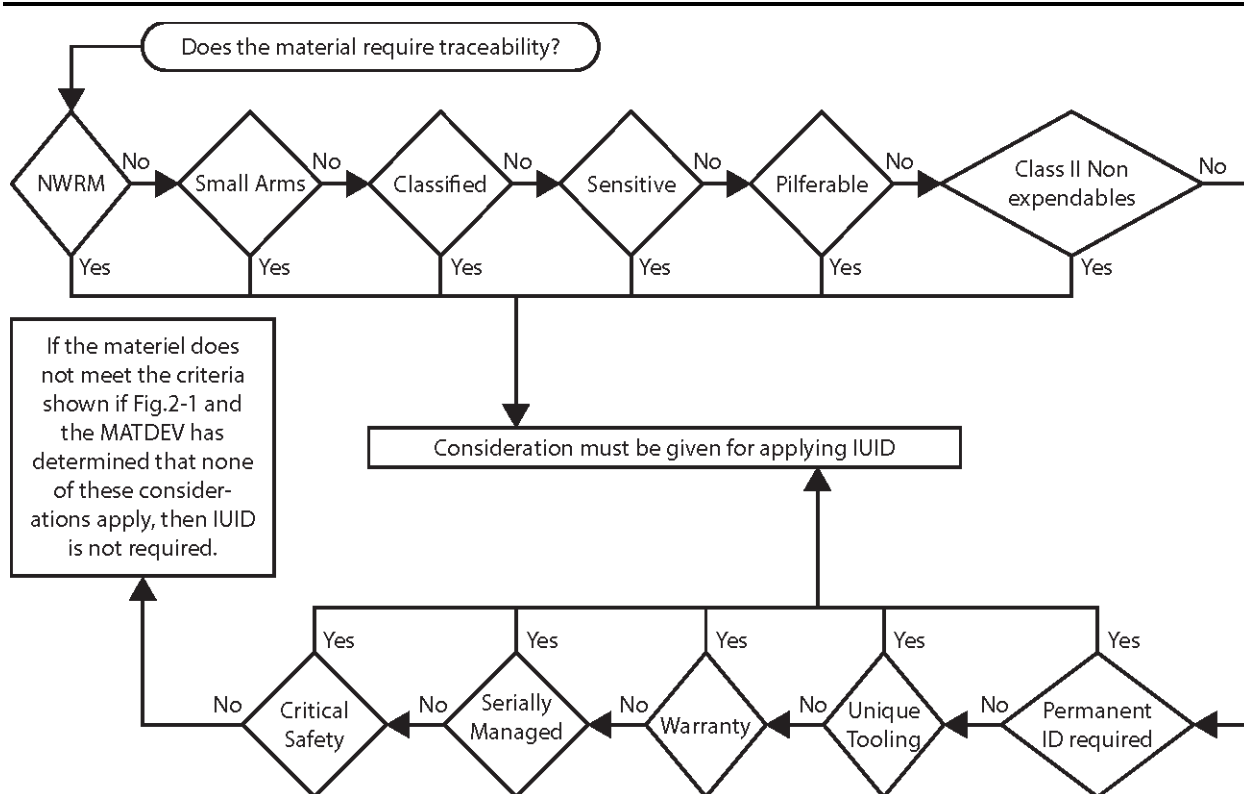 Does the material require traceability?
NWRM
No
Small Arms
No
Classified
No
Sensitive
No
Pilferable
No
Class II Non
expendables
No
Yes
Yes
Yes
Yes
Yes
Yes
If the materiel does
not meet the criteria
shown if Fig.2-1 and
the MATDEV has
determined that none
of these consider-
ations apply, then IUID
is not required.
Consideration must be given for applying IUID
Yes
Yes
Yes
Yes
Yes
No
Critical
Safety
No
Serially
Managed
No
Warranty
No
Unique
Tooling
No
Permanent
ID required